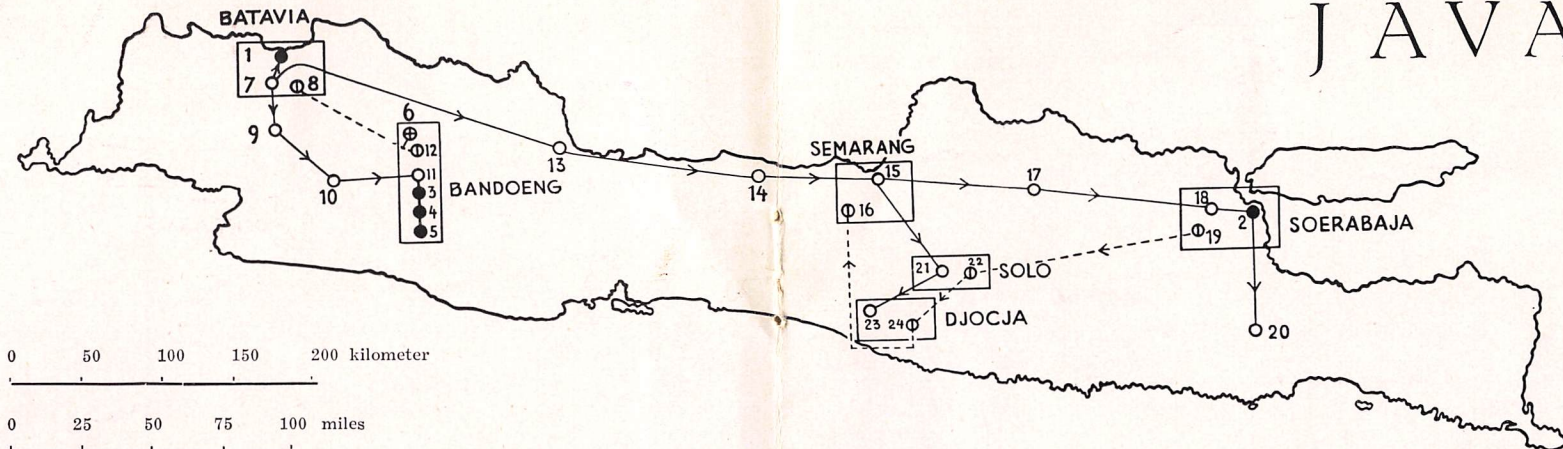 JAVA
BATAVIA
1
7
8
9
10
6
12
11
3
4
5
BANDOENG
13
14
SEMARANG
15
16
17
18
2
19
SOERABAJA
20
21
22
SOLO
23
24
DJOCJA
0 50 100 150 200 kilometer
0 25 50 75 100 miles